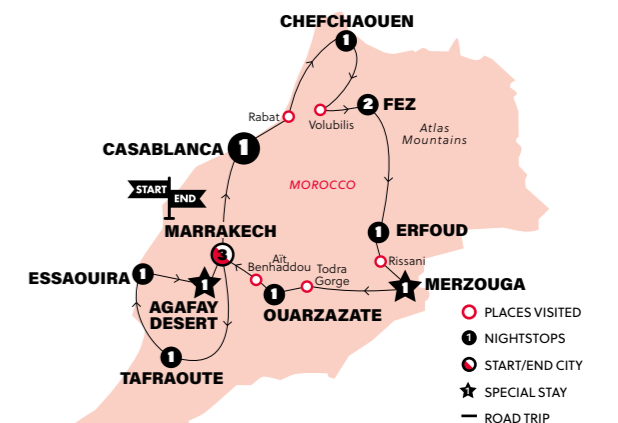 CHEFCHAOUEN
1
Rabat
Volubilis
2
FEZ
Atlas
Mountains
CASABLANCA
1
MOROCCO
START
END
MARRAKECH
3
1
ERFOUD
Rissani
ESSAOUIRA
1
1
AGAFAY
DESERT
Aït
Benhaddou
Todra
Gorge
1
OUARZAZATE
1
MERZOUGA
1
TAFRAOUTE
PLACES VISITED
1
NIGHTSTOPS
START/END CITY
1
SPECIAL STAY
ROAD TRIP